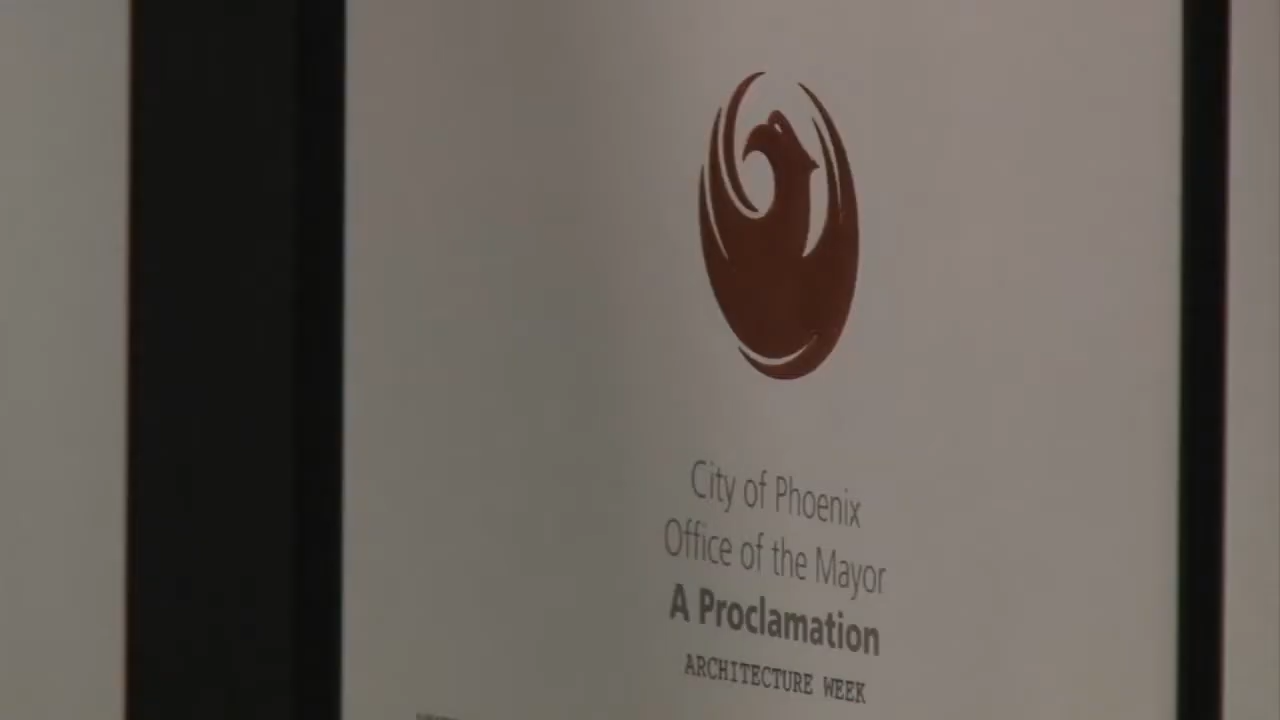 City of Phoenix
Office of the Mayor
A Proclamation
ARCHITECTURE WEEK